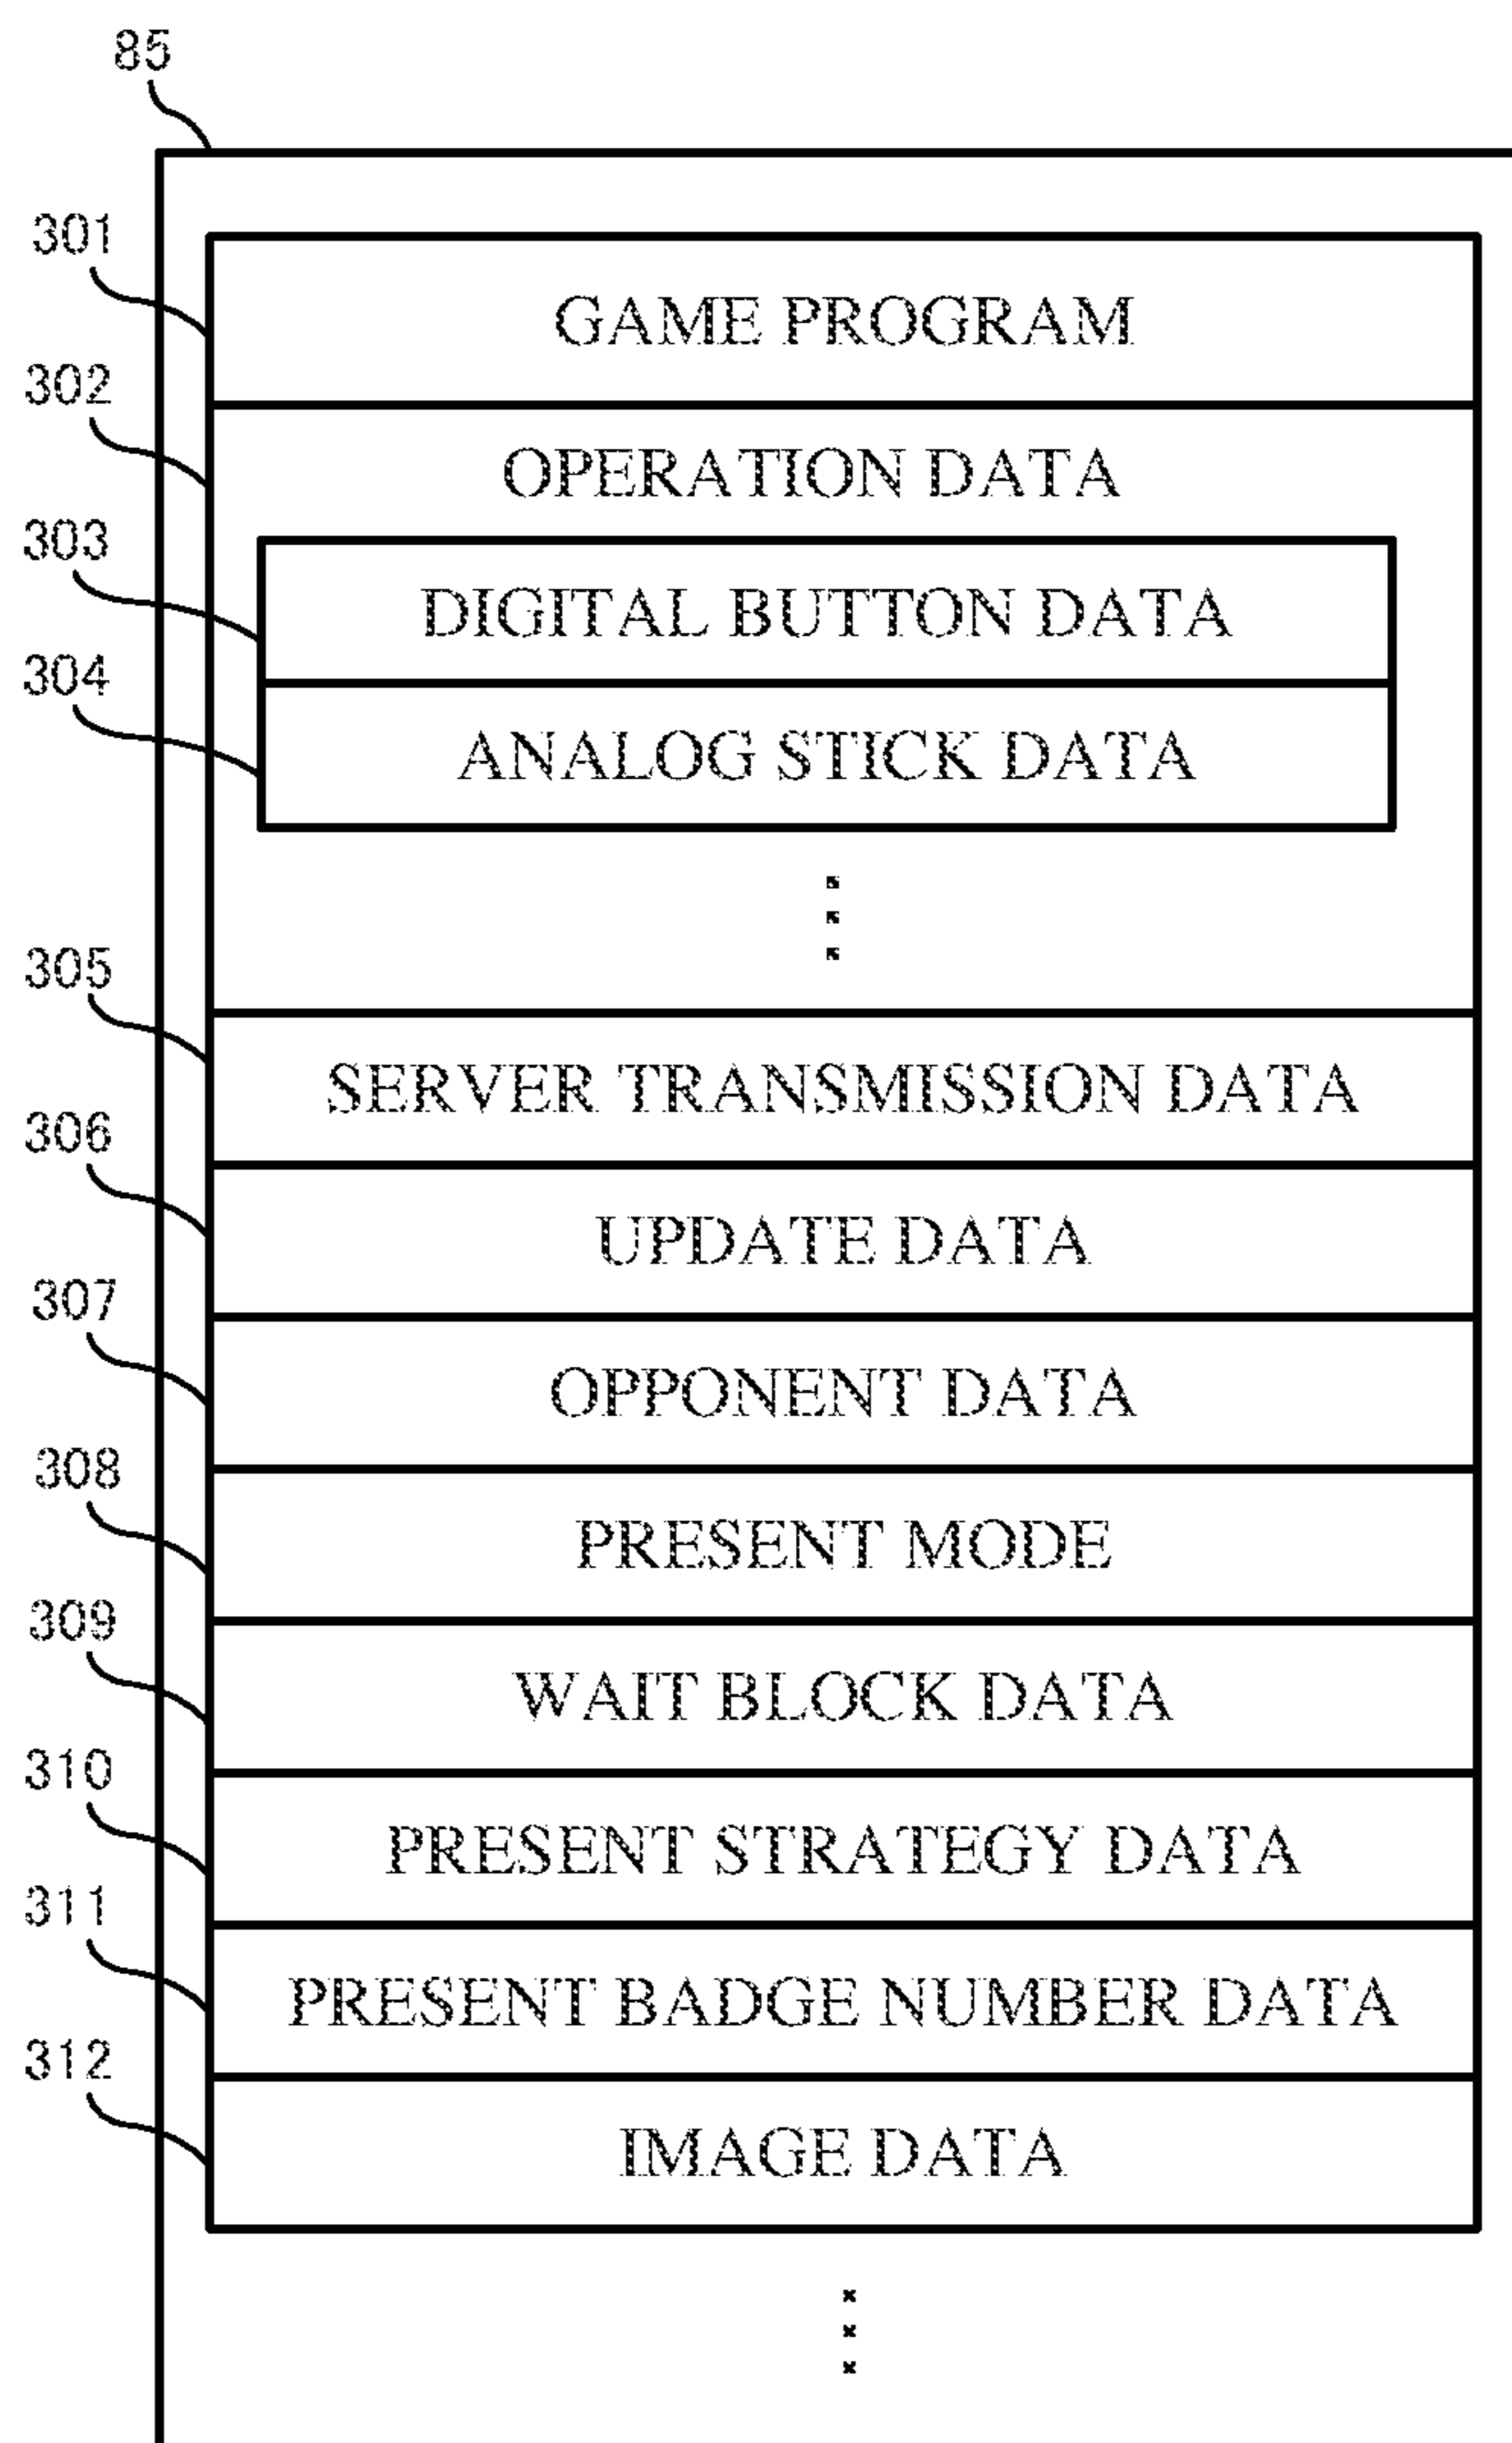 85
301
GAME PROGRAM
302
OPERATION DATA
303
DIGITAL BUTTON DATA
304
ANALOG STICK DATA
305
SERVER TRANSMISSION DATA
306
UPDATE DATA
307
OPPONENT DATA
308
PRESENT MODE
309
WAIT BLOCK DATA
310
PRESENT STRATEGY DATA
311
PRESENT BADGE NUMBER DATA
312
IMAGE DATA